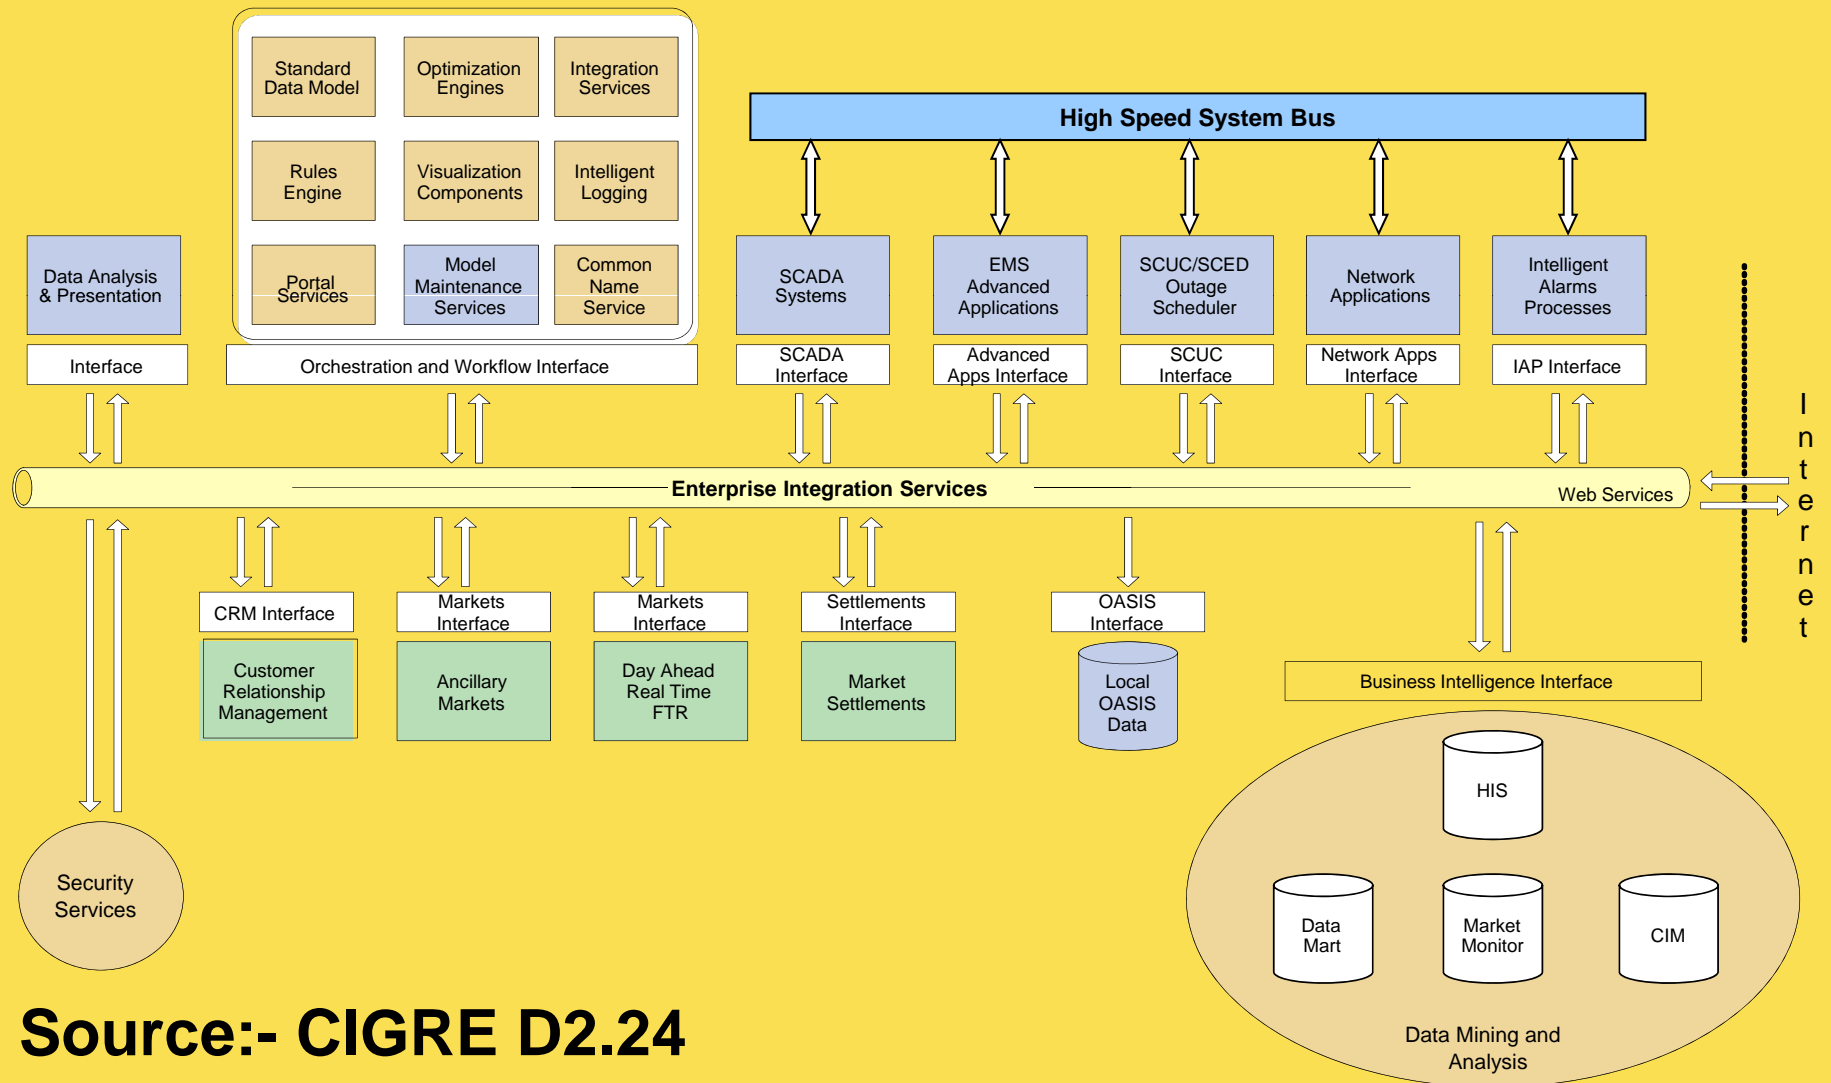 Standard
Data Model
Optimization
Engines
Integration
Services
High Speed System Bus
Rules
Engine
Visualization
Components
Intelligent
Logging
Data Analysis
& Presentation
Portal
Services
Model
Maintenance
Services
Common
Name
Service
SCADA
Systems
EMS
Advanced
Applications
SCUC/SCED
Outage
Scheduler
Network
Applications
Intelligent
Alarms
Processes
Interface
Orchestration and Workflow Interface
SCADA
Interface
Advanced
Apps Interface
SCUC
Interface
Network Apps
Interface
IAP Interface
Internet
Enterprise Integration Services
Web Services
CRM Interface
Markets
Interface
Markets
Interface
Settlements
Interface
OASIS
Interface
Customer
Relationship
Management
Ancillary
Markets
Day Ahead
Real Time
FTR
Market
Settlements
Local
OASIS
Data
Business Intelligence Interface
HIS
Security
Services
Data
Mart
Market
Monitor
CIM
Data Mining and
Analysis
Source:- CIGRE D2.24